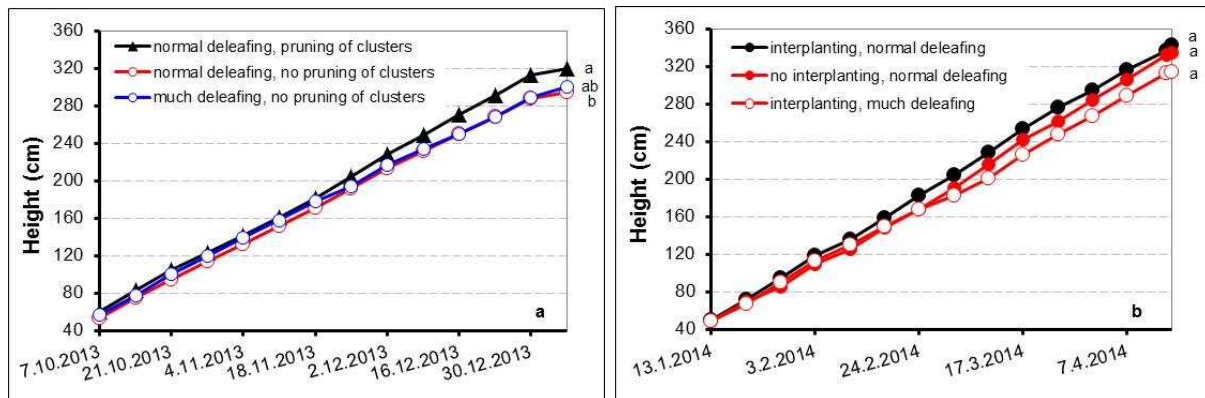 360
320
280
240
200
160
120
80
40
Height (cm)
normal deleafing, pruning of clusters
normal deleafing, no pruning of clusters
much deleafing, no pruning of clusters
a
ab
b
a
7.10.2013
21.10.2013
4.11.2013
18.11.2013
2.12.2013
16.12.2013
30.12.2013
360
320
280
240
200
160
120
80
40
Height (cm)
interplanting, normal deleafing
no interplanting, normal deleafing
interplanting, much deleafing
a
a
a
b
13.1.2014
3.2.2014
24.2.2014
17.3.2014
7.4.2014